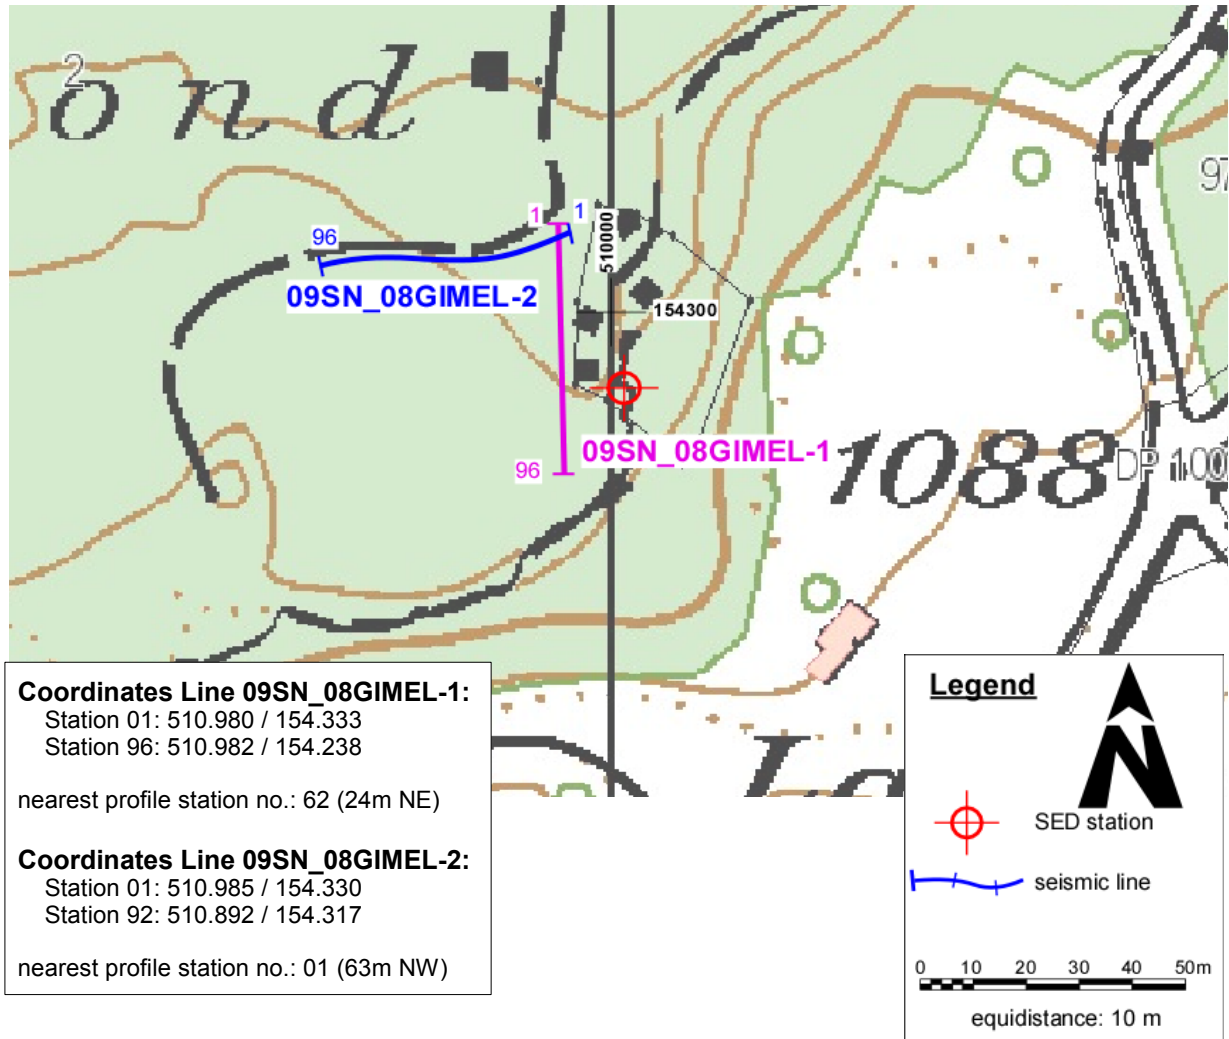 2
ond
97
1
1
96
510000
09SN_08GIMEL-2
154300
09SN_08GIMEL-1
96
1088
DP 100
Coordinates Line 09SN_08GIMEL-1:
Station 01: 510.980 / 154.333
Station 96: 510.982 / 154.238
nearest profile station no.: 62 (24m NE)
Coordinates Line 09SN_08GIMEL-2:
Station 01: 510.985 / 154.330
Station 92: 510.892 / 154.317
nearest profile station no.: 01 (63m NW)
Legend
N
SED station
seismic line
0 10 20 30 40 50m
equidistance: 10 m